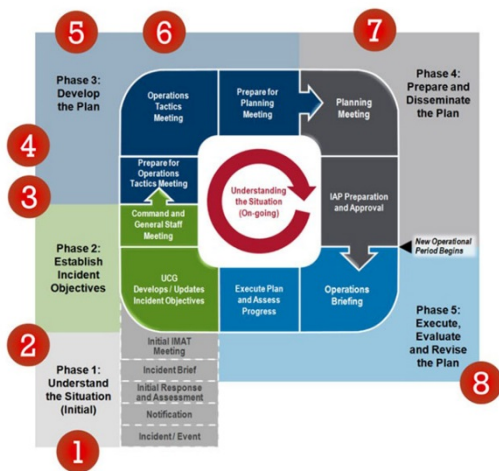 5
6
7
Phase 3:
Develop
the Plan
Operations
Tactics
Meeting
Prepare for
Planning
Meeting
Planning
Meeting
Phase 4:
Prepare and
Disseminate
the Plan
4
Prepare for
Operations
Tactics Meeting
3
Command and
General Staff
Meeting
Understanding
the Situation
(On-going)
IAP Preparation
and Approval
Phase 2:
Establish
Incident
Objectives
UCG
Develops / Updates
Incident Objectives
Execute Plan
and Assess
Progress
Operations
Briefing
New Operational
Period Begins
Phase 5:
Execute,
Evaluate
and Revise
the Plan
2
Phase 1:
Understand
the Situation
(Initial)
Initial IMAT
Meeting
Incident Brief
Initial Response
and Assessment
Notification
Incident / Event
8
1